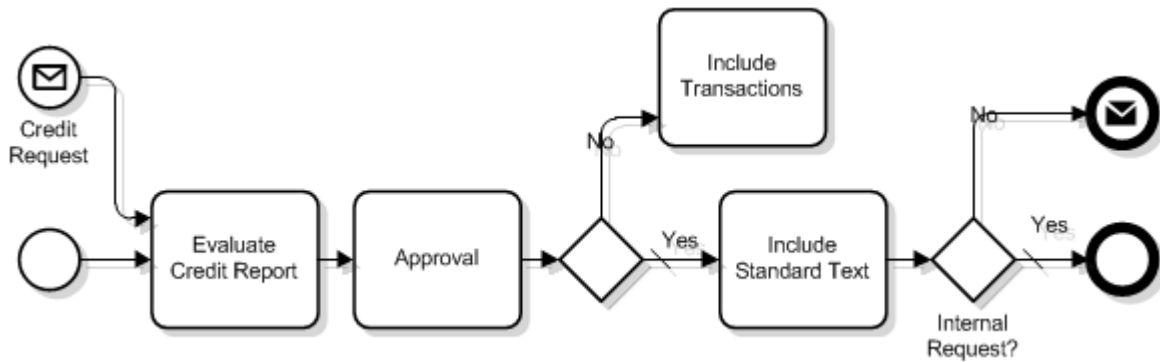 Include
Transactions
Credit
Request
No
No
Evaluate
Credit Report
Approval
Yes
Include
Standard Text
Yes
Internal
Request?